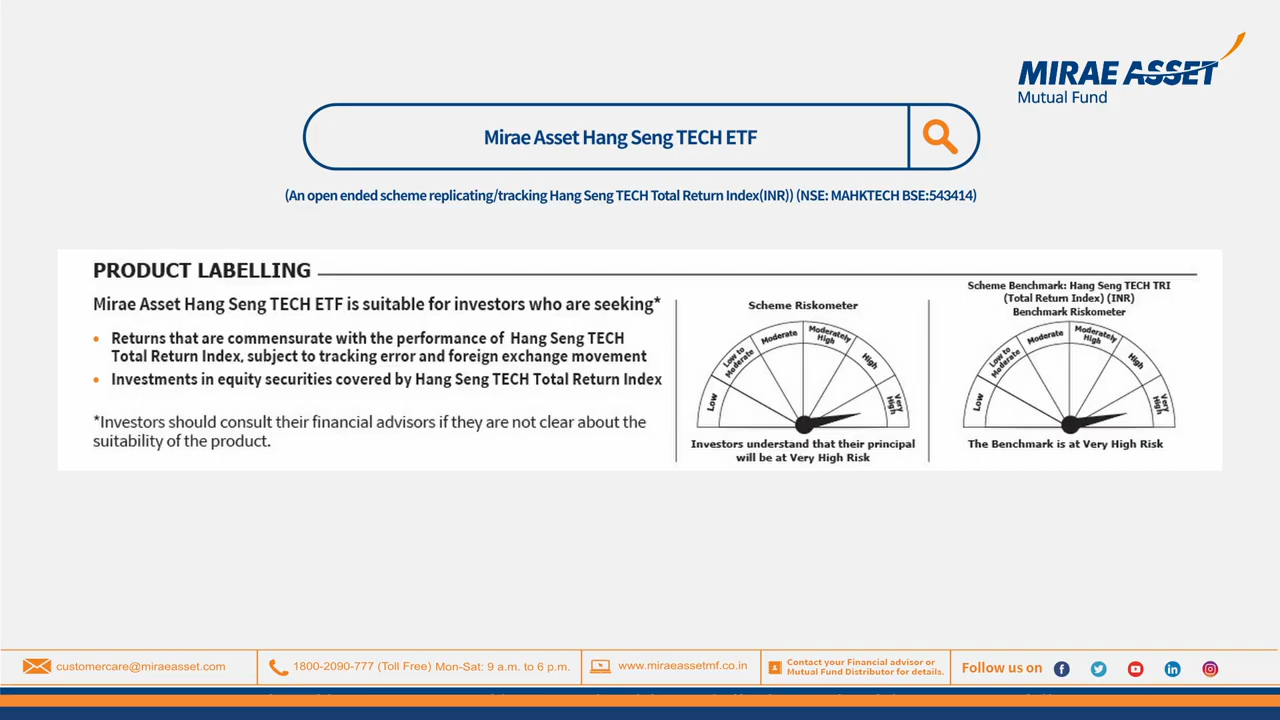 MIRAE ASSET
Mutual Fund
Mirae Asset Hang Seng TECH ETF
(An open ended scheme replicating/tracking Hang Seng TECH Total Return Index(INR)) (NSE: MAHKTECH BSE:543414)
PRODUCT LABELLING
Mirae Asset Hang Seng TECH ETF is suitable for investors who are seeking*
• Returns that are commensurate with the performance of Hang Seng TECH
Total Return Index, subject to tracking error and foreign exchange movement
• Investments in equity securities covered by Hang Seng TECH Total Return Index
*Investors should consult their financial advisors if they are not clear about the
suitability of the product.
Scheme Riskometer
Low
Low to
Moderate
Moderate
Moderately
High
High
Very
High
Investors understand that their principal
will be at Very High Risk
Scheme Benchmark: Hang Seng TECH TRI
(Total Return Index) (INR)
Benchmark Riskometer
Low
Low to
Moderate
Moderate
Moderately
High
High
Very
High
The Benchmark is at Very High Risk
customercare@miraeasset.com
1800-2090-777 (Toll Free) Mon-Sat: 9 a.m. to 6 p.m.
www.miraeassetmf.co.in
Contact your Financial advisor or
Mutual Fund Distributor for details.
Follow us on